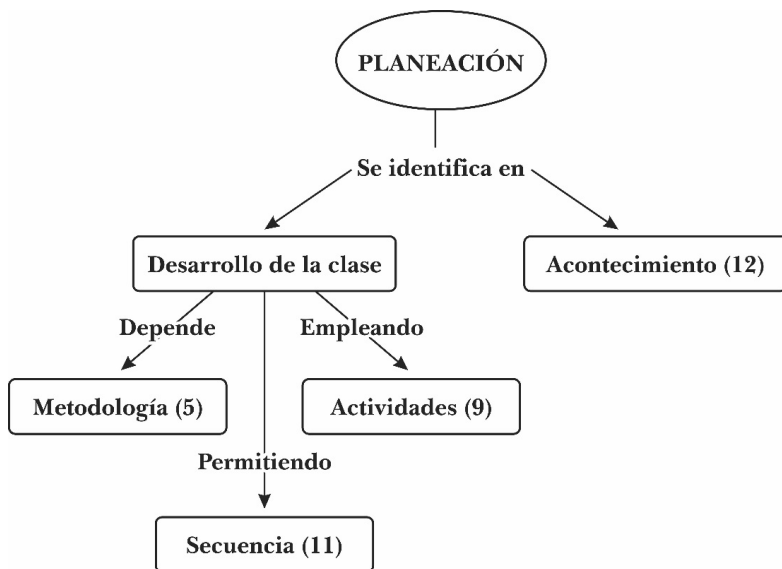 PLANEACIÓN
Se identifica en
Desarrollo de la clase
Acontecimiento (12)
Depende
Empleando
Metodología (5)
Actividades (9)
Permitiendo
Secuencia (11)